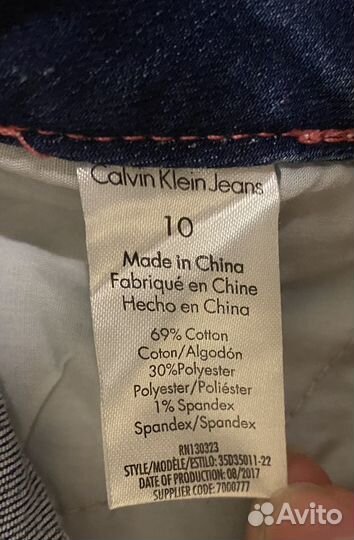 Calvin Klein Jeans
10
Made in China
Fabriqué en Chine
Hecho en China
69% Cotton
Coton/Algodón
30%Polyester
Polyester/Poliéster
1% Spandex
Spandex/Spandex
RN130323
STYLE/MODÈLE/ESTILO: 35D35011-22
DATE OF PRODUCTION: 08/2017
SUPPLIER CODE: 7000777
Avito